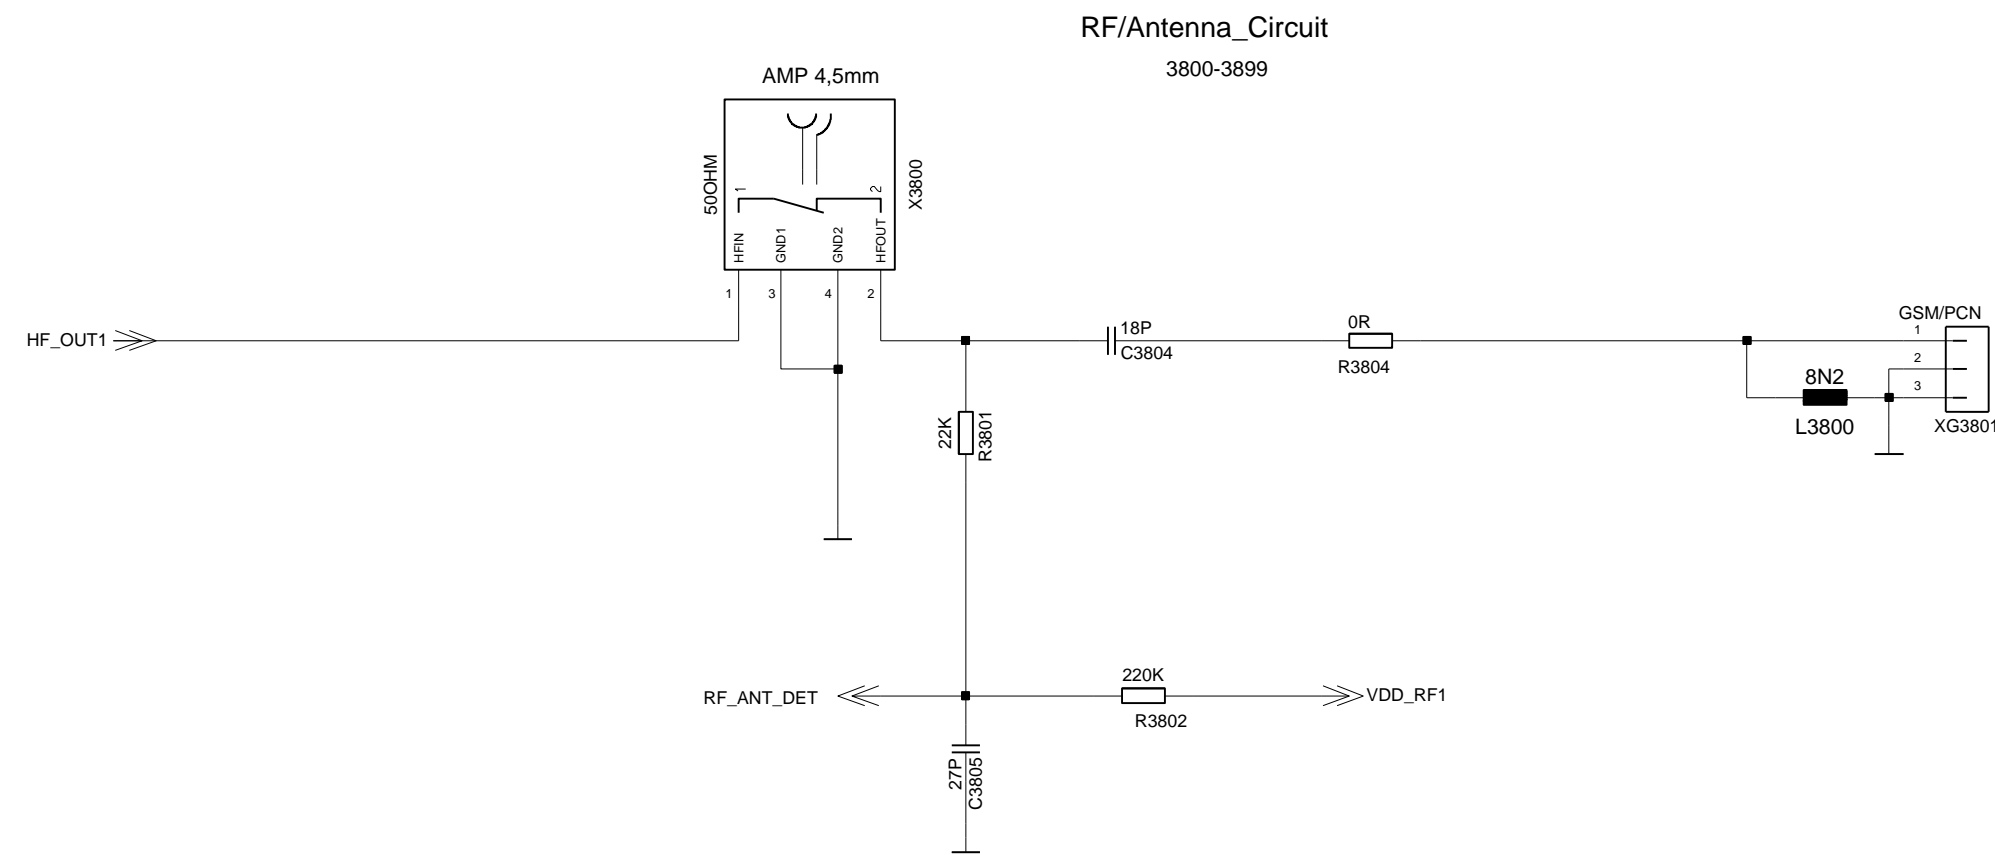 RF/Antenna_Circuit
3800-3899
AMP 4,5mm
50OHM
X3800
1
2
HFIN
GND1
GND2
HFOUT
1
3
4
2
HF_OUT1
18P
C3804
0R
R3804
GSM/PCN
1
2
3
8N2
L3800
XG3801
22K
R3801
RF_ANT_DET
220K
R3802
VDD_RF1
27P
C3805